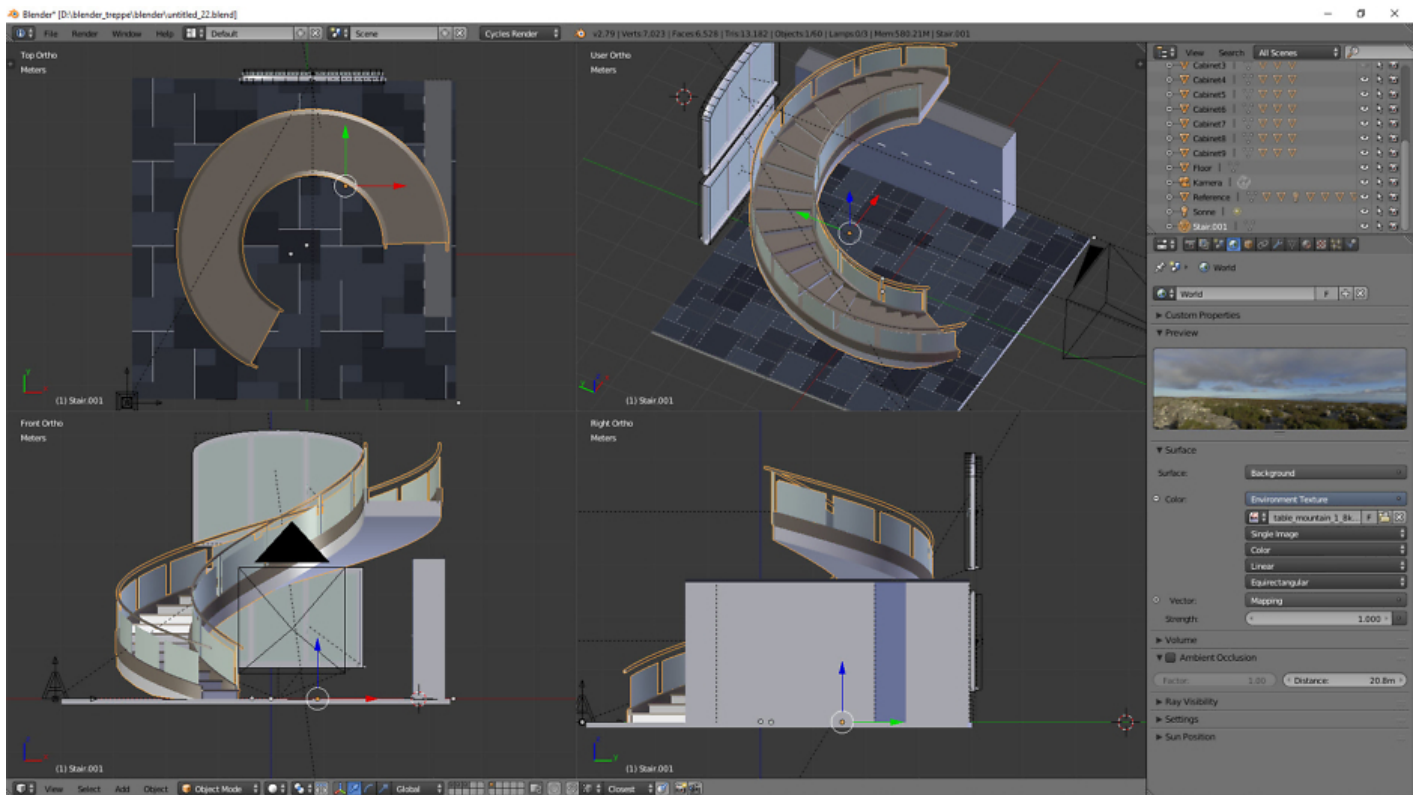 Blender* [D:\blender_treppe\blender\untitled_22.blend]
File Render Window Help Default Scene Cycles Render v2.79 | Verts:7,023 | Faces:6,528 | Tris:13,182 | Objects:1/60 | Lamps:0/3 | Mem:580.21M | Stair.001
Top Ortho
Meters
(1) Stair.001
User Ortho
Meters
(1) Stair.001
Front Ortho
Meters
(1) Stair.001
Right Ortho
Meters
(1) Stair.001
View Select Add Object Object Mode Global Closest
View Search All Scenes
Cabinet3
Cabinet4
Cabinet5
Cabinet6
Cabinet7
Cabinet8
Cabinet9
Floor
Kamera
Reference
Sonne
Stair.001
World
World F
Custom Properties
Preview
Surface
Surface: Background
Color: Environment Texture
table_mountain_1_8k... F
Single Image
Color
Linear
Equirectangular
Vector: Mapping
Strength: 1.000
Volume
Ambient Occlusion
Factor: 1.00 Distance: 20.8m
Ray Visibility
Settings
Sun Position